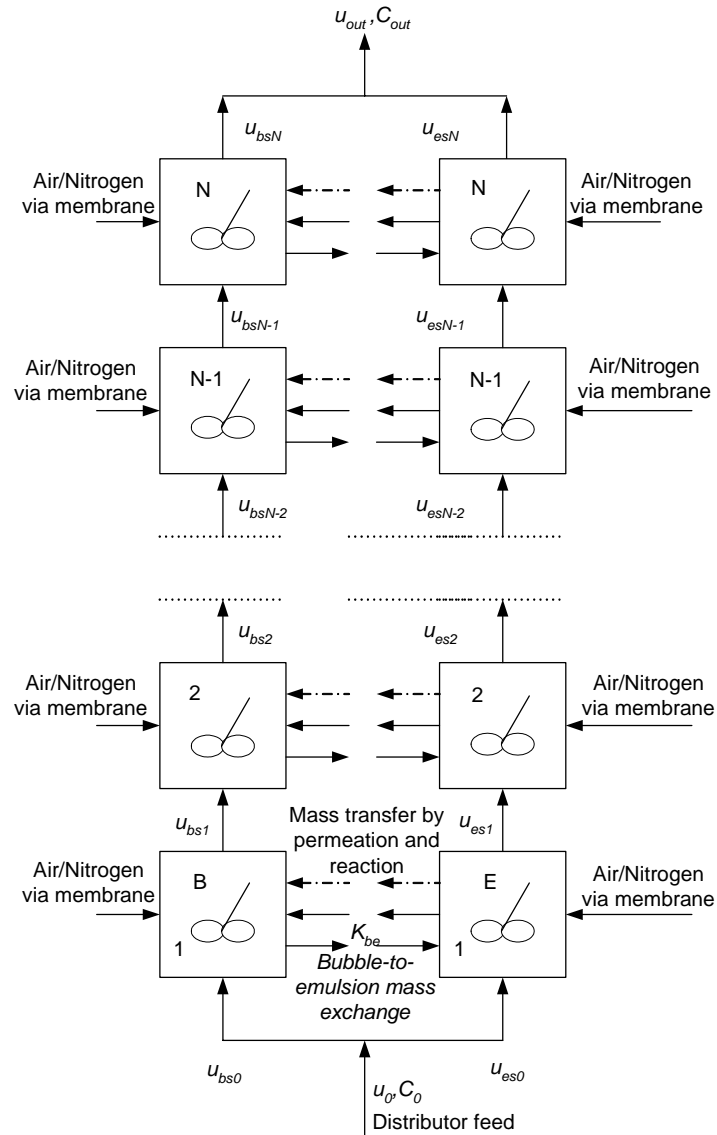 u_out, C_out
u_bsN
u_esN
Air/Nitrogen
via membrane
N
N
Air/Nitrogen
via membrane
u_bsN-1
u_esN-1
Air/Nitrogen
via membrane
N-1
N-1
Air/Nitrogen
via membrane
u_bsN-2
u_esN-2
u_bs2
u_es2
Air/Nitrogen
via membrane
2
2
Air/Nitrogen
via membrane
u_bs1
Mass transfer by
permeation and
reaction
u_es1
Air/Nitrogen
via membrane
B
E
Air/Nitrogen
via membrane
1
K_be
1
Bubble-to-
emulsion mass
exchange
u_bs0
u_es0
u_0, C_0
Distributor feed